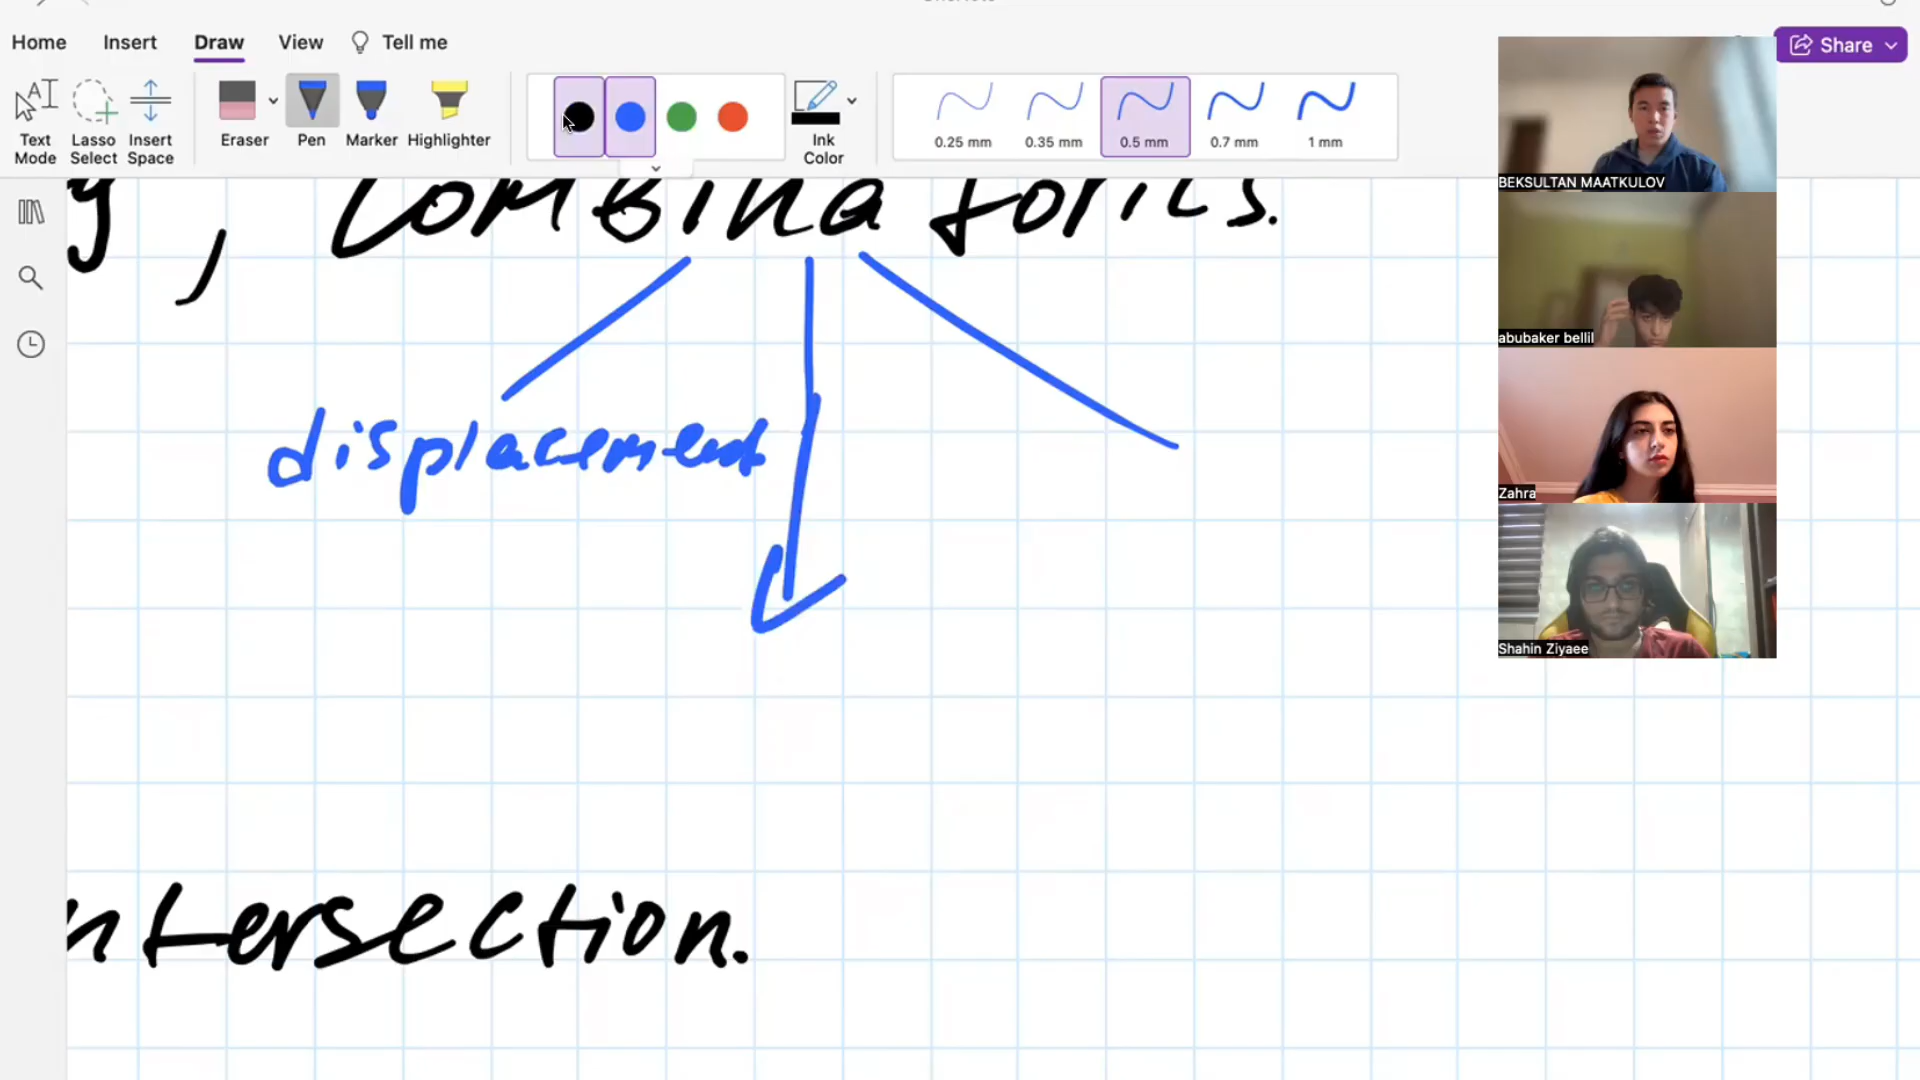 Home Insert Draw View Tell me Share
Text Mode Lasso Select Insert Space Eraser Pen Marker Highlighter Ink Color 0.25 mm 0.35 mm 0.5 mm 0.7 mm 1 mm
y, Combinatorics.
displacement
ntersection.
BEKSULTAN MAATKULOV
abubaker bellil
Zahra
Shahin Ziyaee